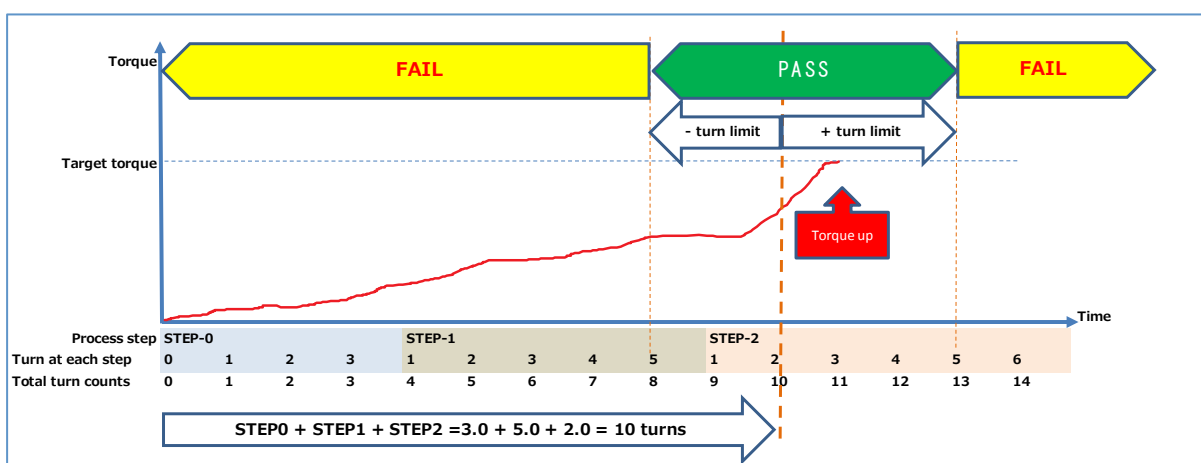 Torque
FAIL
PASS
FAIL
- turn limit
+ turn limit
Target torque
Torque up
Time
Process step STEP-0 STEP-1 STEP-2
Turn at each step 0 1 2 3 1 2 3 4 5 1 2 3 4 5 6
Total turn counts 0 1 2 3 4 5 6 7 8 9 10 11 12 13 14
STEP0 + STEP1 + STEP2 =3.0 + 5.0 + 2.0 = 10 turns